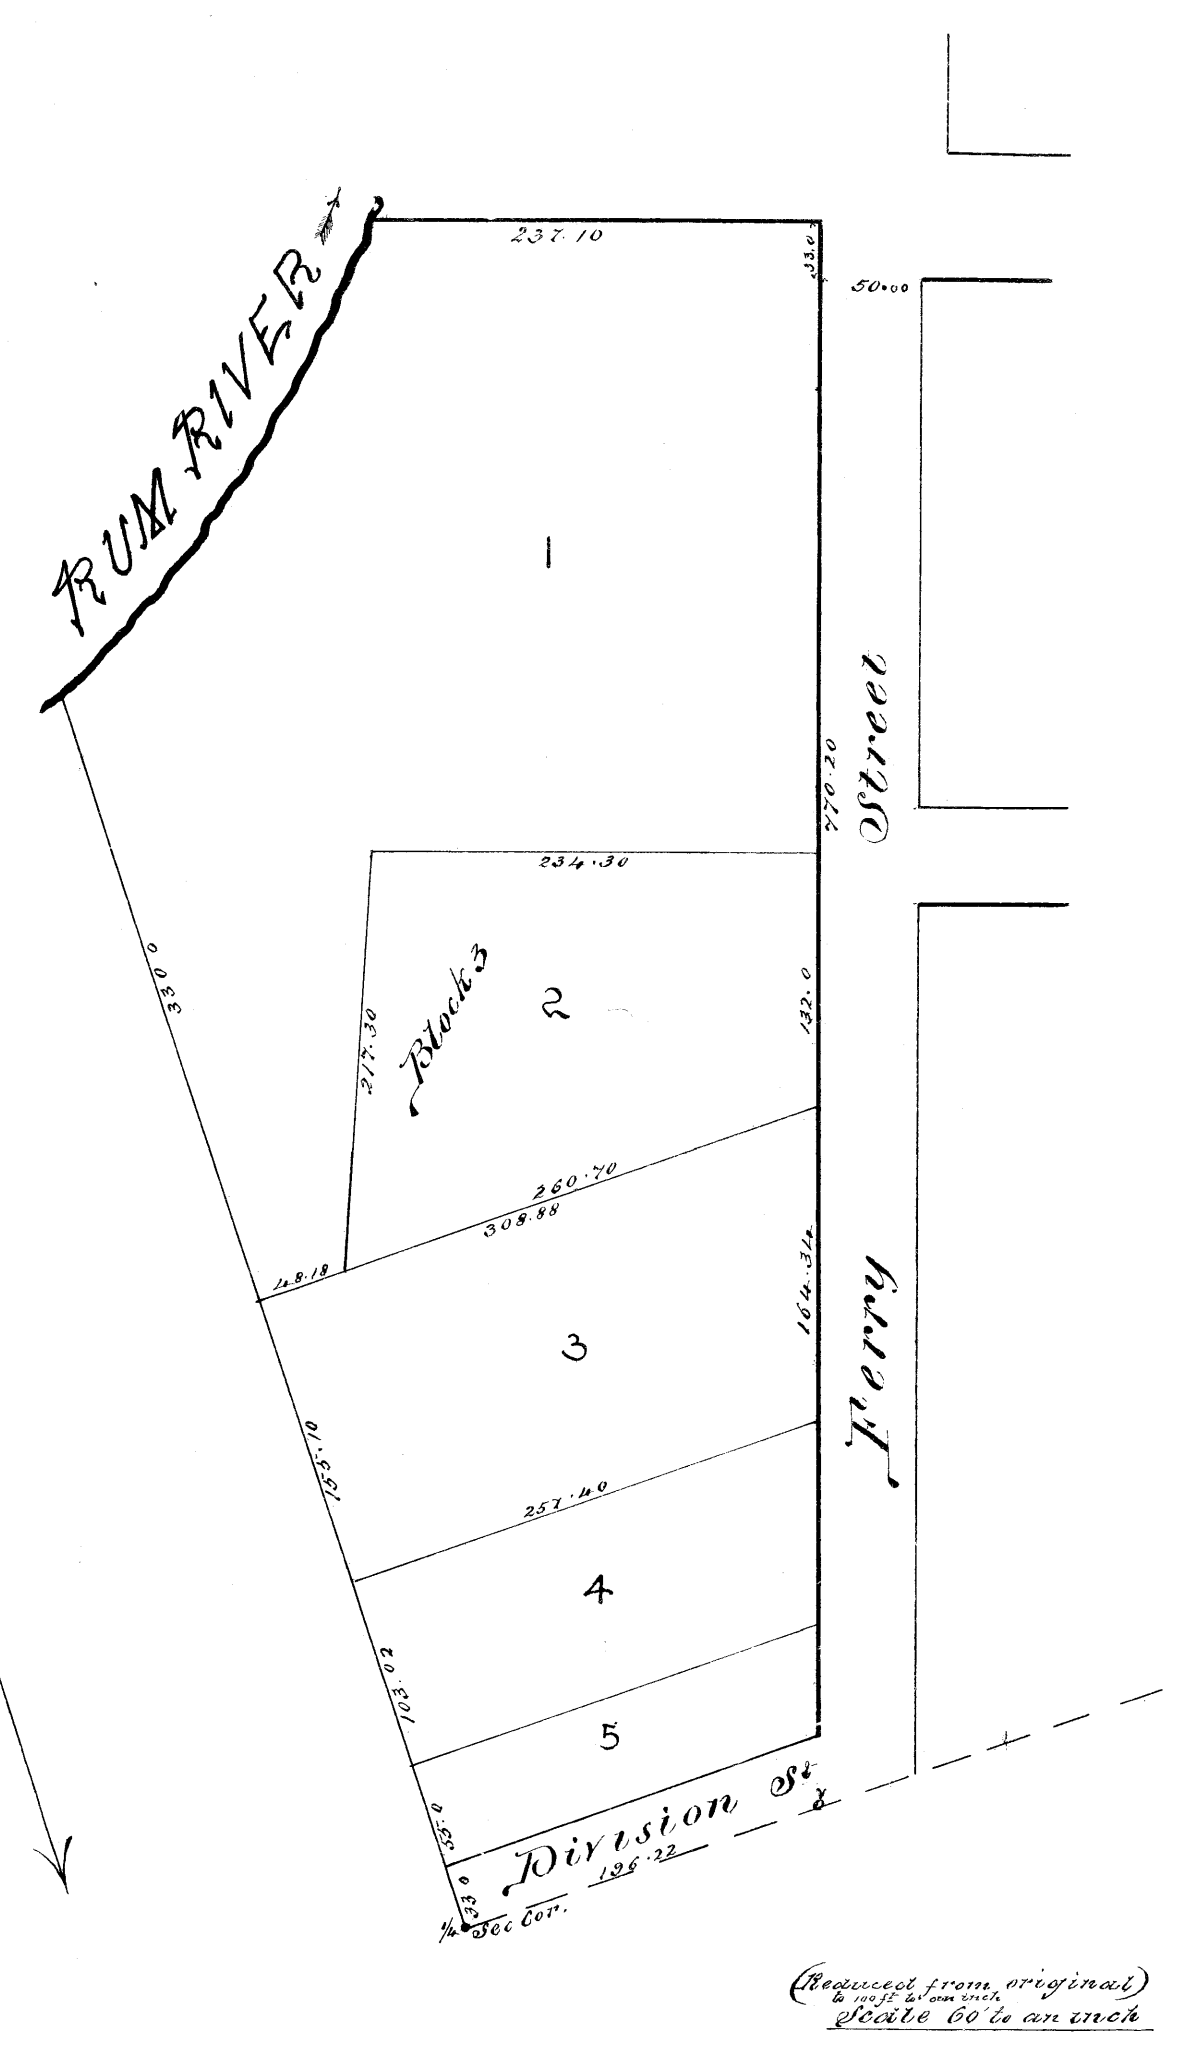 RUM RIVER
237.10
33.0
50.00
1
Street
770.20
234.30
330 0
Block 3
2
217.30
132.0
260.70
308.88
48.18
164.34
3
Ferry
155.10
257.40
4
103.02
5
55.0
Division St
196.22
33 0
1/4 Sec Cor.
(Reduced from original)
to 100 ft to an inch
Scale 60' to an inch